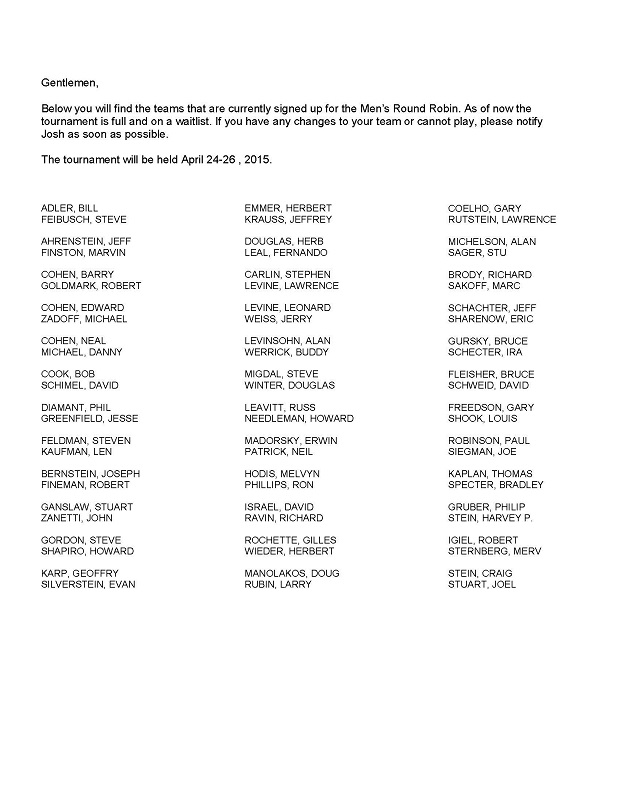 Gentlemen,
Below you will find the teams that are currently signed up for the Men's Round Robin. As of now the
tournament is full and on a waitlist. If you have any changes to your team or cannot play, please notify
Josh as soon as possible.
The tournament will be held April 24-26 , 2015.
ADLER, BILL
FEIBUSCH, STEVE
AHRENSTEIN, JEFF
FINSTON, MARVIN
COHEN, BARRY
GOLDMARK, ROBERT
COHEN, EDWARD
ZADOFF, MICHAEL
COHEN, NEAL
MICHAEL, DANNY
COOK, BOB
SCHIMEL, DAVID
DIAMANT, PHIL
GREENFIELD, JESSE
FELDMAN, STEVEN
KAUFMAN, LEN
BERNSTEIN, JOSEPH
FINEMAN, ROBERT
GANSLAW, STUART
ZANETTI, JOHN
GORDON, STEVE
SHAPIRO, HOWARD
KARP, GEOFFRY
SILVERSTEIN, EVAN
EMMER, HERBERT
KRAUSS, JEFFREY
DOUGLAS, HERB
LEAL, FERNANDO
CARLIN, STEPHEN
LEVINE, LAWRENCE
LEVINE, LEONARD
WEISS, JERRY
LEVINSOHN, ALAN
WERRICK, BUDDY
MIGDAL, STEVE
WINTER, DOUGLAS
LEAVITT, RUSS
NEEDLEMAN, HOWARD
MADORSKY, ERWIN
PATRICK, NEIL
HODIS, MELVYN
PHILLIPS, RON
ISRAEL, DAVID
RAVIN, RICHARD
ROCHETTE, GILLES
WIEDER, HERBERT
MANOLAKOS, DOUG
RUBIN, LARRY
COELHO, GARY
RUTSTEIN, LAWRENCE
MICHELSON, ALAN
SAGER, STU
BRODY, RICHARD
SAKOFF, MARC
SCHACHTER, JEFF
SHARENOW, ERIC
GURSKY, BRUCE
SCHECTER, IRA
FLEISHER, BRUCE
SCHWEID, DAVID
FREEDSON, GARY
SHOOK, LOUIS
ROBINSON, PAUL
SIEGMAN, JOE
KAPLAN, THOMAS
SPECTER, BRADLEY
GRUBER, PHILIP
STEIN, HARVEY P.
IGIEL, ROBERT
STERNBERG, MERV
STEIN, CRAIG
STUART, JOEL